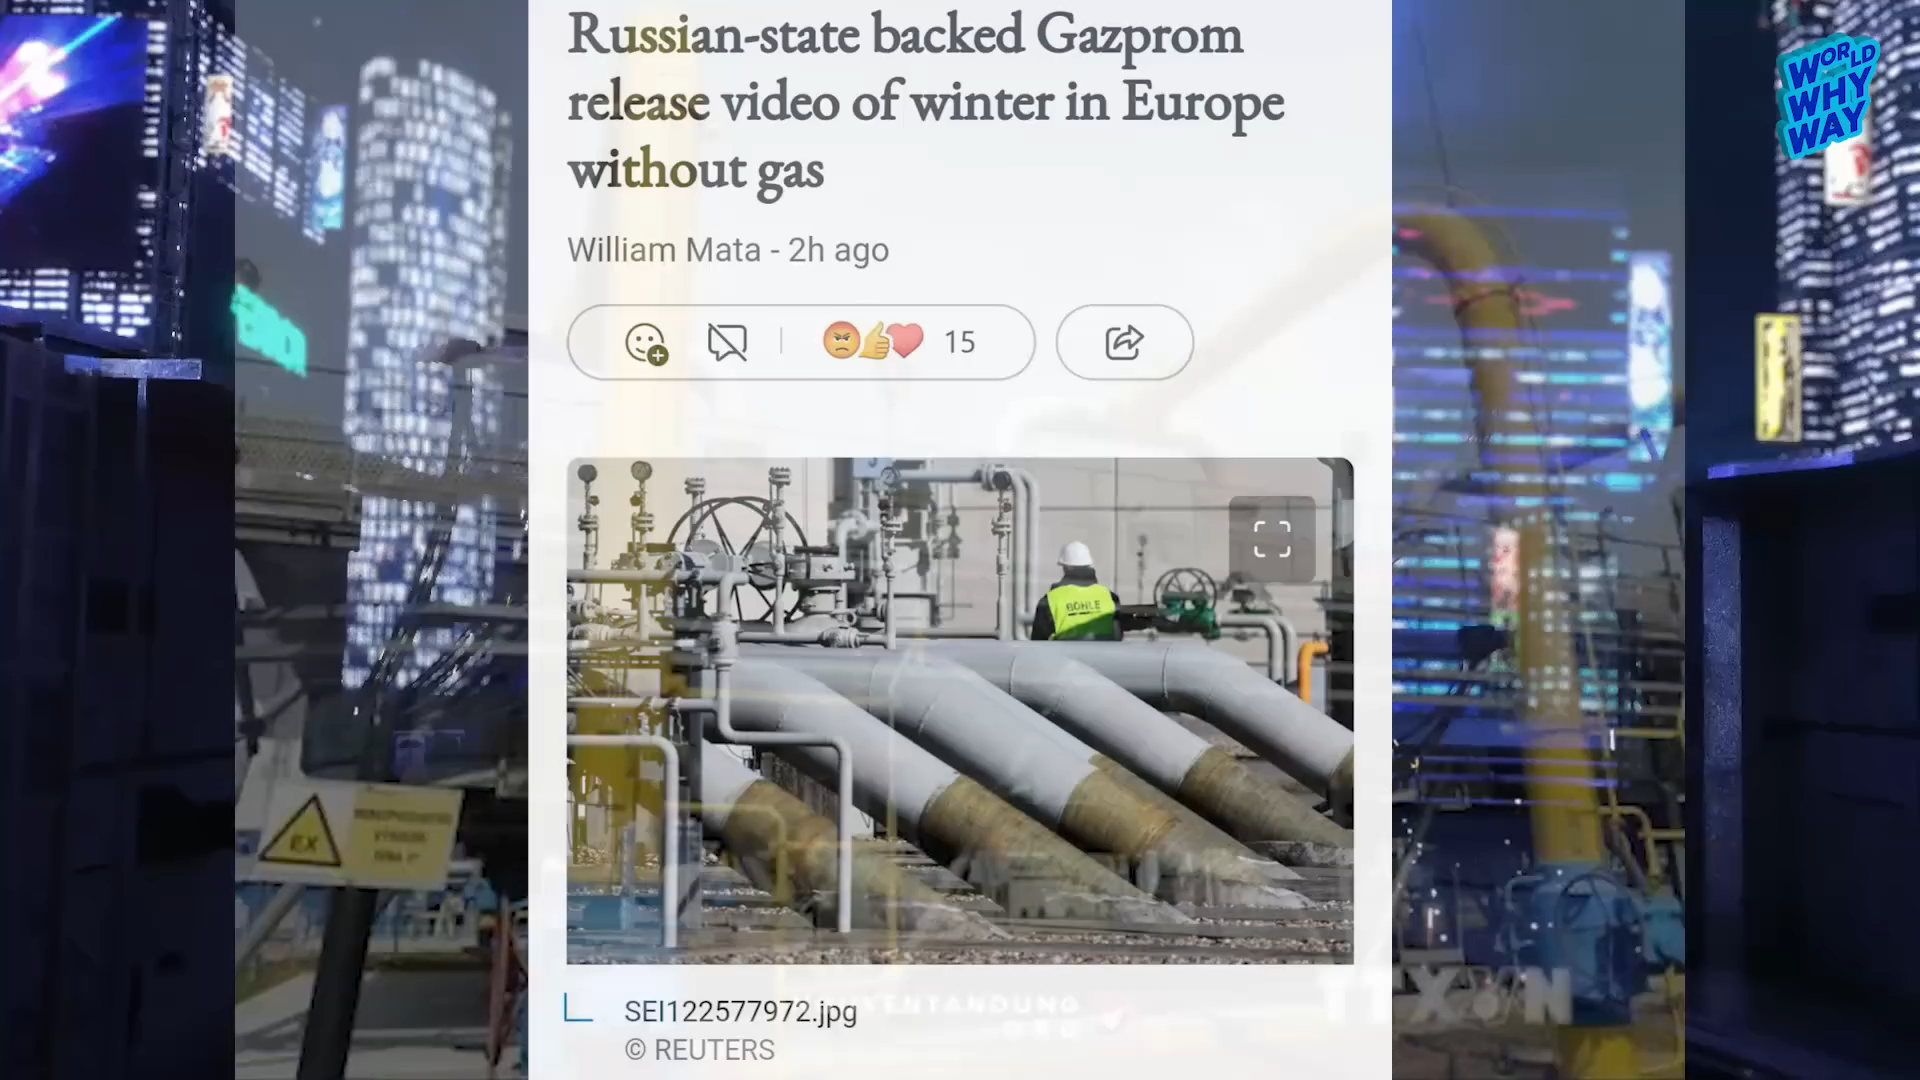 Russian-state backed Gazprom
release video of winter in Europe
without gas
William Mata - 2h ago
15
BOHLE
EX
SEI122577972.jpg
© REUTERS
WORLD
WHY
WAY